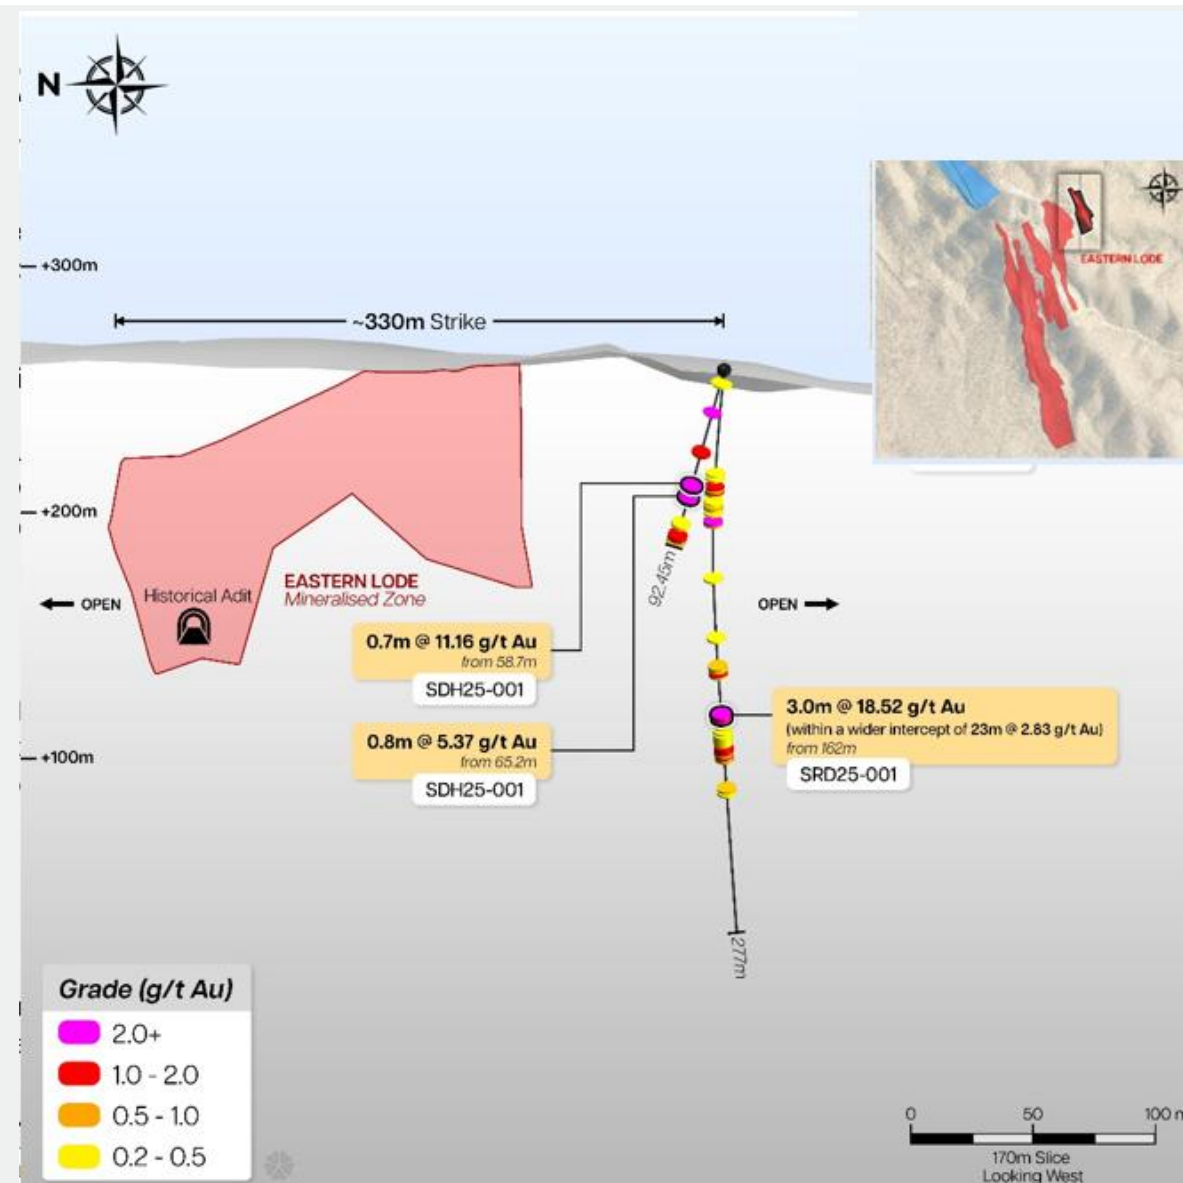 N
+300m
~330m Strike
EASTERN LODE
+200m
92.45m
EASTERN LODE
Mineralised Zone
Historical Adit
OPEN
OPEN
0.7m @ 11.16 g/t Au
from 58.7m
SDH25-001
0.8m @ 5.37 g/t Au
from 65.2m
SDH25-001
3.0m @ 18.52 g/t Au
(within a wider intercept of 23m @ 2.83 g/t Au)
from 162m
SRD25-001
+100m
277m
Grade (g/t Au)
2.0+
1.0 - 2.0
0.5 - 1.0
0.2 - 0.5
0 50 100 m
170m Slice
Looking West